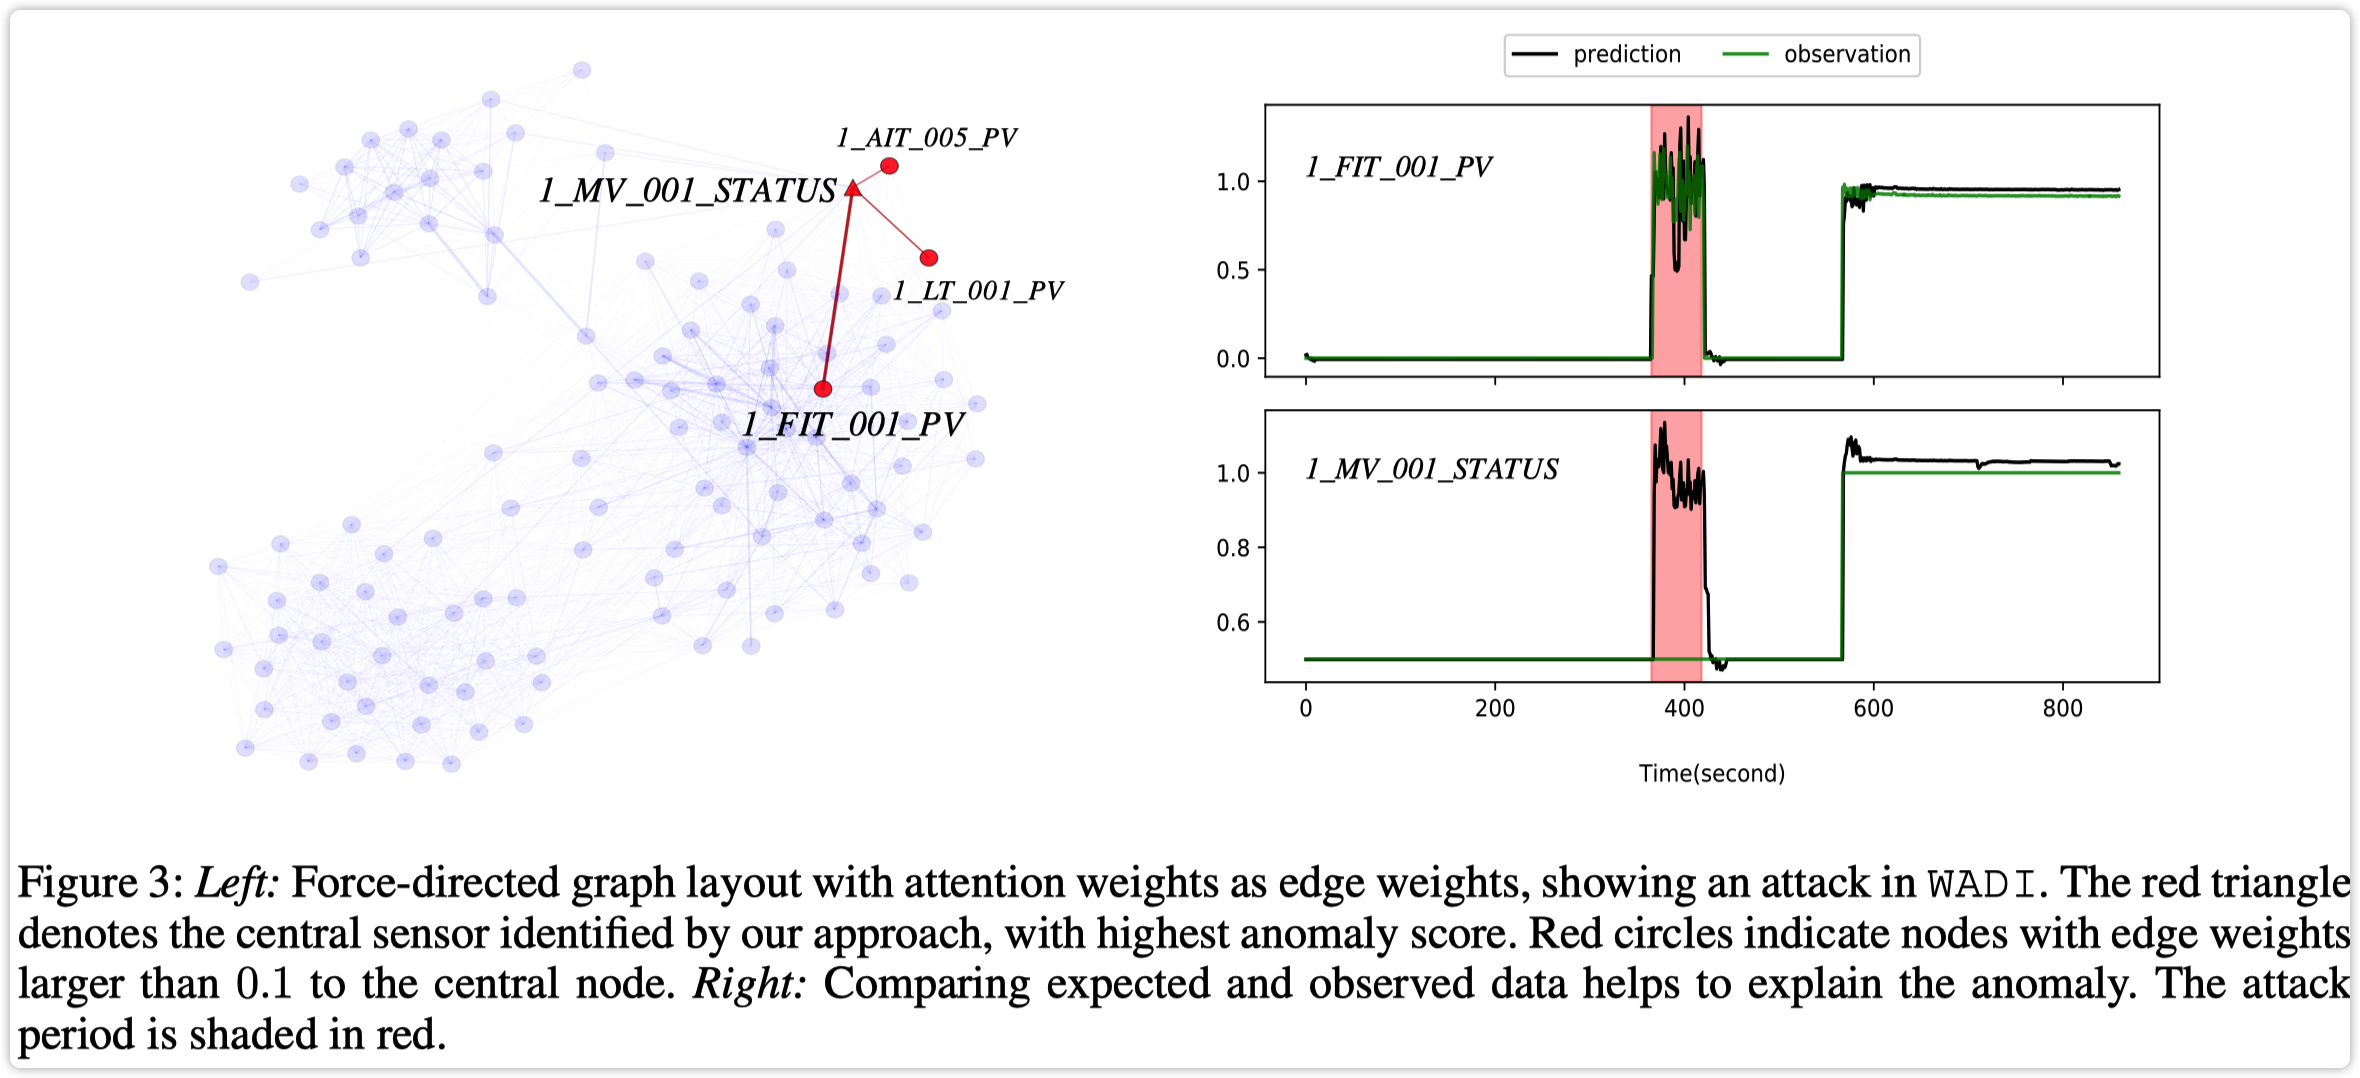 prediction
observation
1_AIT_005_PV
1_MV_001_STATUS
1_LT_001_PV
1_FIT_001_PV
1_FIT_001_PV
1.0
0.5
0.0
1_MV_001_STATUS
1.0
0.8
0.6
0 200 400 600 800
Time(second)
Figure 3: Left: Force-directed graph layout with attention weights as edge weights, showing an attack in WADI. The red triangle
denotes the central sensor identified by our approach, with highest anomaly score. Red circles indicate nodes with edge weights
larger than 0.1 to the central node. Right: Comparing expected and observed data helps to explain the anomaly. The attack
period is shaded in red.